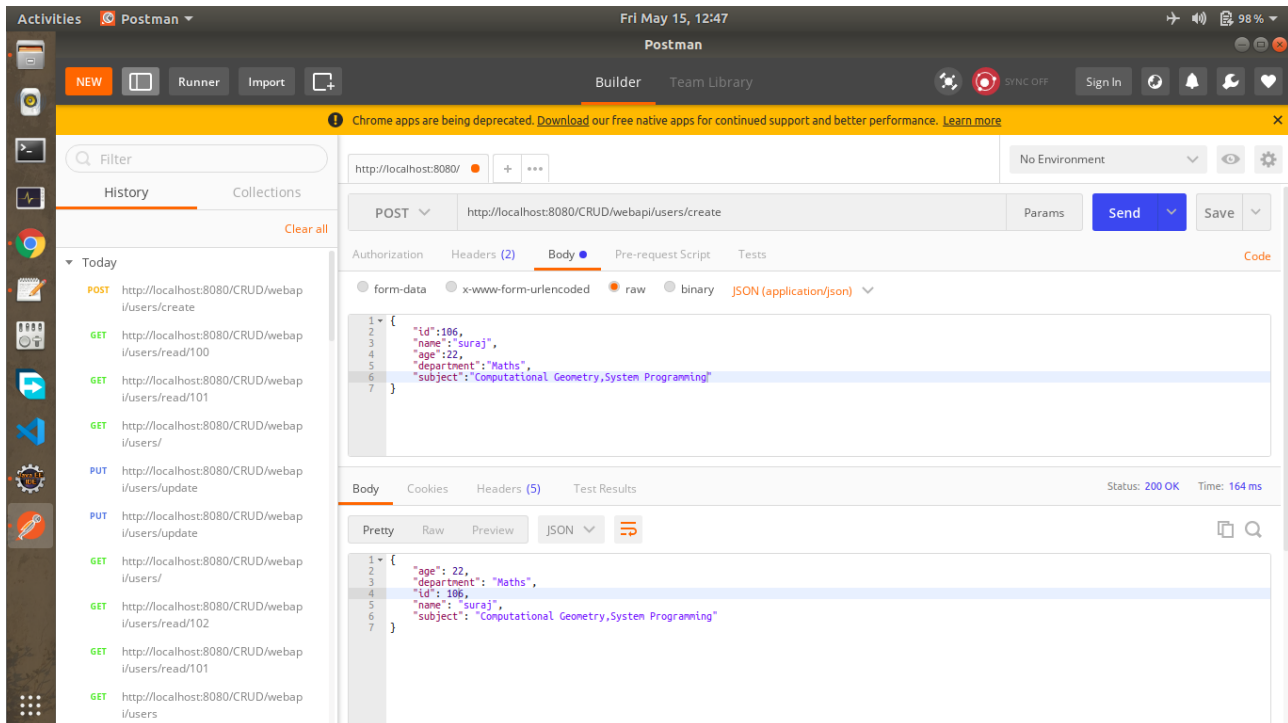 Activities Postman Fri May 15, 12:47 98 %
Postman
NEW Runner Import Builder Team Library SYNC OFF Sign In
Chrome apps are being deprecated. Download our free native apps for continued support and better performance. Learn more
Filter
History Collections
Clear all
Today
POST http://localhost:8080/CRUD/webap
i/users/create
GET http://localhost:8080/CRUD/webap
i/users/read/100
GET http://localhost:8080/CRUD/webap
i/users/read/101
GET http://localhost:8080/CRUD/webap
i/users/
PUT http://localhost:8080/CRUD/webap
i/users/update
PUT http://localhost:8080/CRUD/webap
i/users/update
GET http://localhost:8080/CRUD/webap
i/users/
GET http://localhost:8080/CRUD/webap
i/users/read/102
GET http://localhost:8080/CRUD/webap
i/users/read/101
GET http://localhost:8080/CRUD/webap
i/users
http://localhost:8080/ + ••• No Environment
POST http://localhost:8080/CRUD/webapi/users/create Params Send Save
Authorization Headers (2) Body Pre-request Script Tests Code
form-data x-www-form-urlencoded raw binary JSON (application/json)
1 {
2 "id":106,
3 "name":"suraj",
4 "age":22,
5 "department":"Maths",
6 "subject":"Computational Geometry,System Programming"
7 }
Body Cookies Headers (5) Test Results Status: 200 OK Time: 164 ms
Pretty Raw Preview JSON
1 {
2 "age": 22,
3 "department": "Maths",
4 "id": 106,
5 "name": "suraj",
6 "subject": "Computational Geometry,System Programming"
7 }